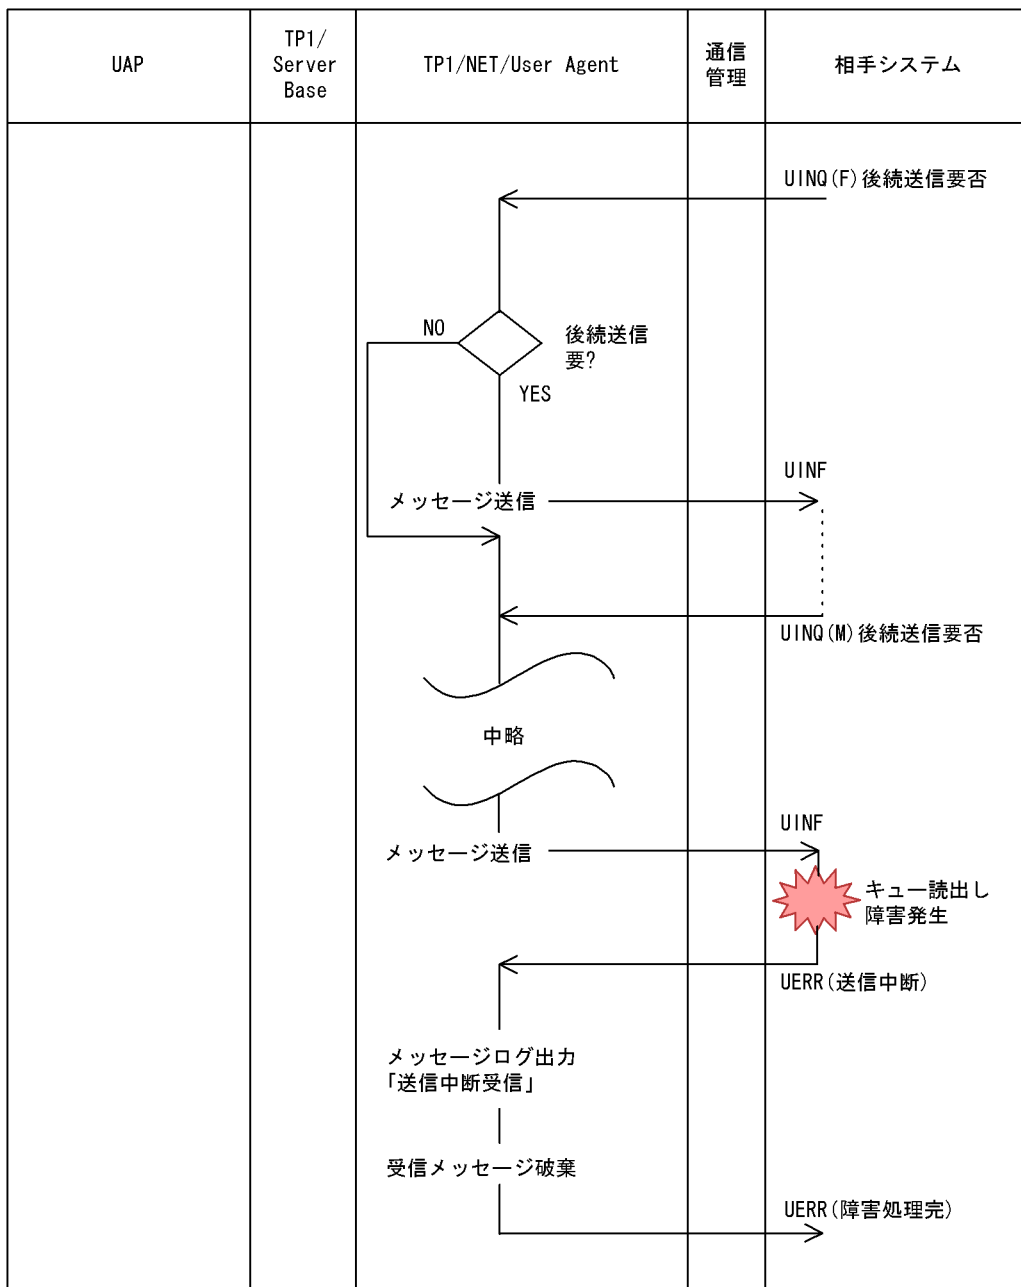 UAP
TP1/
Server
Base
TP1/NET/User Agent
通信
管理
相手システム
UINQ(F)後続送信要否
NO
後続送信
要?
YES
UINF
メッセージ送信
UINQ(M)後続送信要否
中略
UINF
メッセージ送信
キュー読出し
障害発生
UERR(送信中断)
メッセージログ出力
「送信中断受信」
受信メッセージ破棄
UERR(障害処理完)